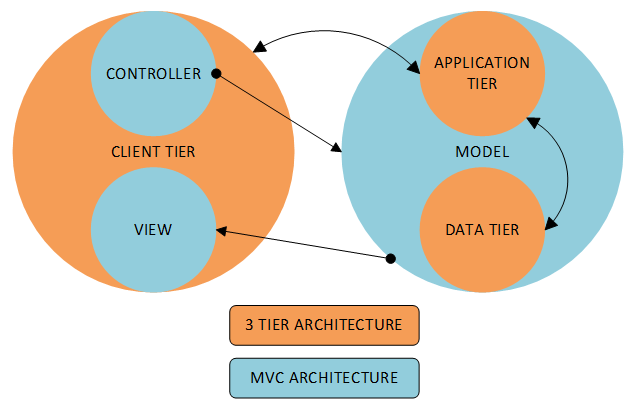 CONTROLLER
CLIENT TIER
VIEW
APPLICATION
TIER
MODEL
DATA TIER
3 TIER ARCHITECTURE
MVC ARCHITECTURE